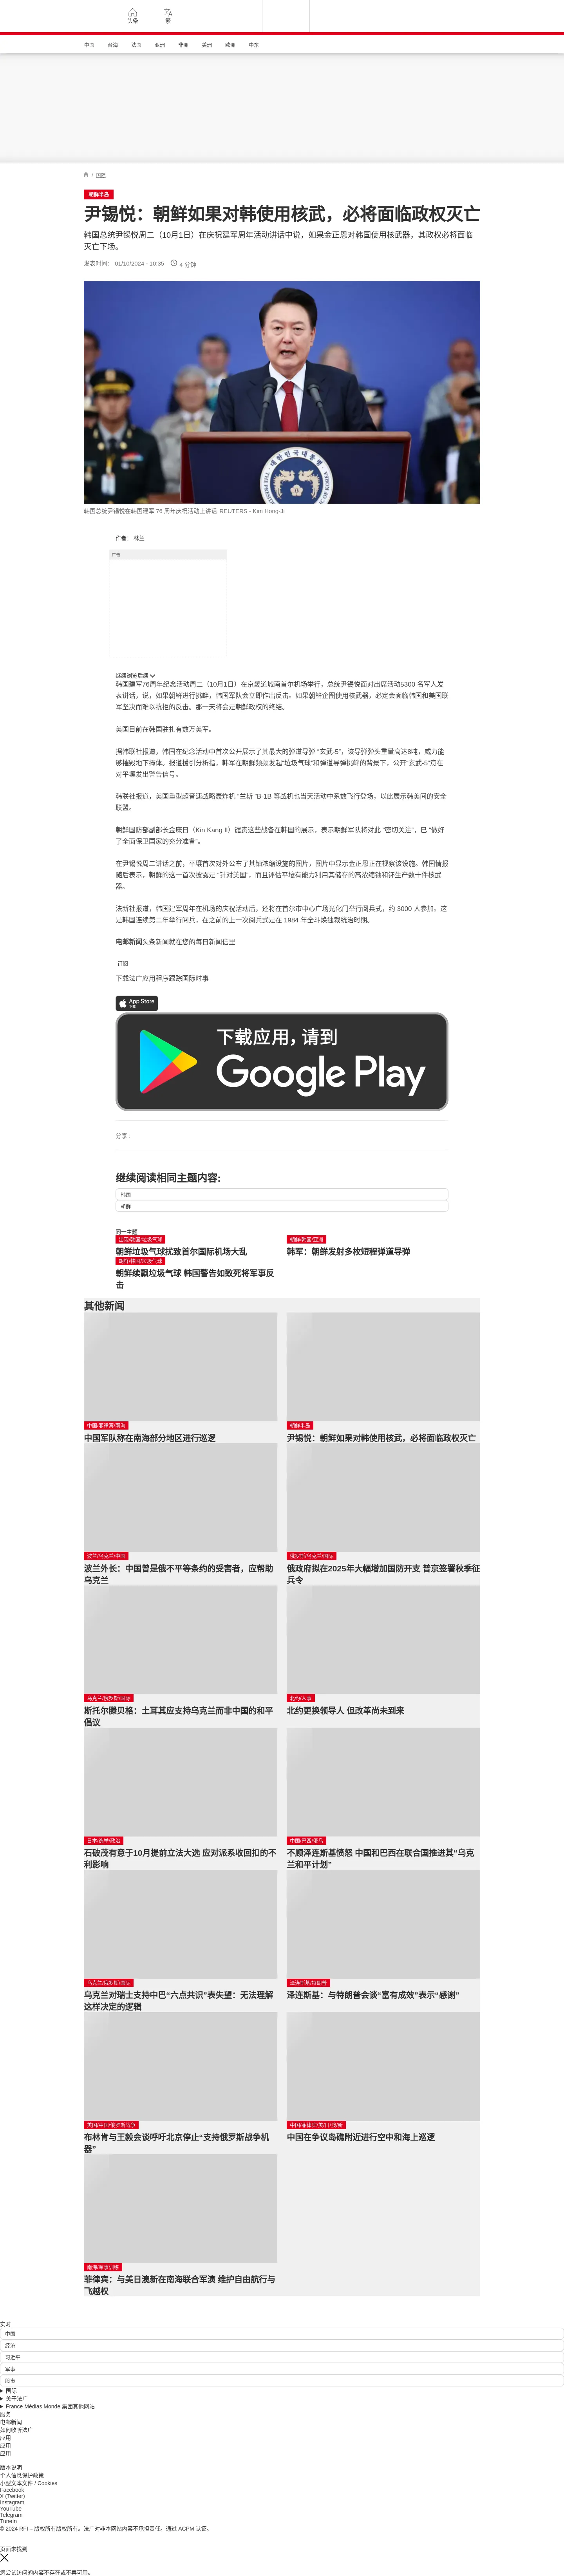 头条
繁
中国
台海
法国
亚洲
非洲
美洲
欧洲
中东
/ 国际
朝鲜半岛
尹锡悦：朝鲜如果对韩使用核武，必将面临政权灭亡
韩国总统尹锡悦周二（10月1日）在庆祝建军周年活动讲话中说，如果金正恩对韩国使用核武器，其政权必将面临
灭亡下场。
发表时间： 01/10/2024 - 10:35 4 分钟
韩国总统尹锡悦在韩国建军 76 周年庆祝活动上讲话 REUTERS - Kim Hong-Ji
作者： 林兰
广告
继续浏览后续
韩国建军76周年纪念活动周二（10月1日）在京畿道城南首尔机场举行，总统尹锡悦面对出席活动5300 名军人发
表讲话，说，如果朝鲜进行挑衅，韩国军队会立即作出反击。如果朝鲜企图使用核武器，必定会面临韩国和美国联
军坚决而难以抗拒的反击。那一天将会是朝鲜政权的终结。
美国目前在韩国驻扎有数万美军。
据韩联社报道，韩国在纪念活动中首次公开展示了其最大的弹道导弹 “玄武-5”，该导弹弹头重量高达8吨，威力能
够摧毁地下掩体。报道援引分析指，韩军在朝鲜频频发起“垃圾气球”和弹道导弹挑衅的背景下，公开“玄武-5”意在
对平壤发出警告信号。
韩联社报道，美国重型超音速战略轰炸机 “兰斯 ”B-1B 等战机也当天活动中系数飞行登场，以此展示韩美间的安全
联盟。
朝鲜国防部副部长金康日（Kin Kang Il）谴责这些战备在韩国的展示，表示朝鲜军队将对此 “密切关注”，已 “做好
了全面保卫国家的充分准备”。
在尹锡悦周二讲话之前，平壤首次对外公布了其铀浓缩设施的图片，图片中显示金正恩正在视察该设施。韩国情报
随后表示，朝鲜的这一首次披露是 “针对美国”，而且评估平壤有能力利用其储存的高浓缩铀和钚生产数十件核武
器。
法新社报道，韩国建军周年在机场的庆祝活动后，还将在首尔市中心广场光化门举行阅兵式，约 3000 人参加。这
是韩国连续第二年举行阅兵，在之前的上一次阅兵式是在 1984 年全斗焕独裁统治时期。
电邮新闻头条新闻就在您的每日新闻信里
订阅
下载法广应用程序跟踪国际时事
App Store
下载
下载应用，请到
Google Play
分享 :
继续阅读相同主题内容:
韩国
朝鲜
同一主题
法国/韩国/垃圾气球
朝鲜垃圾气球扰致首尔国际机场大乱
朝鲜/韩国/亚洲
韩军：朝鲜发射多枚短程弹道导弹
朝鲜/韩国/垃圾气球
朝鲜续飘垃圾气球 韩国警告如致死将军事反
击
其他新闻
中国/菲律宾/南海
中国军队称在南海部分地区进行巡逻
朝鲜半岛
尹锡悦：朝鲜如果对韩使用核武，必将面临政权灭亡
波兰/乌克兰/中国
波兰外长：中国曾是俄不平等条约的受害者，应帮助
乌克兰
俄罗斯/乌克兰/国际
俄政府拟在2025年大幅增加国防开支 普京签署秋季征
兵令
乌克兰/俄罗斯/国际
斯托尔滕贝格：土耳其应支持乌克兰而非中国的和平
倡议
北约/人事
北约更换领导人 但改革尚未到来
日本/选举/政治
石破茂有意于10月提前立法大选 应对派系收回扣的不
利影响
中国/巴西/俄乌
不顾泽连斯基愤怒 中国和巴西在联合国推进其“乌克
兰和平计划”
乌克兰/俄罗斯/国际
乌克兰对瑞士支持中巴“六点共识”表失望：无法理解
这样决定的逻辑
泽连斯基/特朗普
泽连斯基：与特朗普会谈“富有成效”表示“感谢”
美国/中国/俄罗斯战争
布林肯与王毅会谈呼吁北京停止“支持俄罗斯战争机
器”
中国/菲律宾/美/日/澳/新
中国在争议岛礁附近进行空中和海上巡逻
南海/军事训练
菲律宾：与美日澳新在南海联合军演 维护自由航行与
飞越权
实时
中国
经济
习近平
军事
股市
国际
关于法广
France Médias Monde 集团其他网站
服务
电邮新闻
如何收听法广
应用
应用
应用
版本说明
个人信息保护政策
小型文本文件 / Cookies
Facebook
X (Twitter)
Instagram
YouTube
Telegram
TuneIn
© 2024 RFI – 版权所有版权所有。法广对非本网站内容不承担责任。通过 ACPM 认证。
页面未找到
您尝试访问的内容不存在或不再可用。